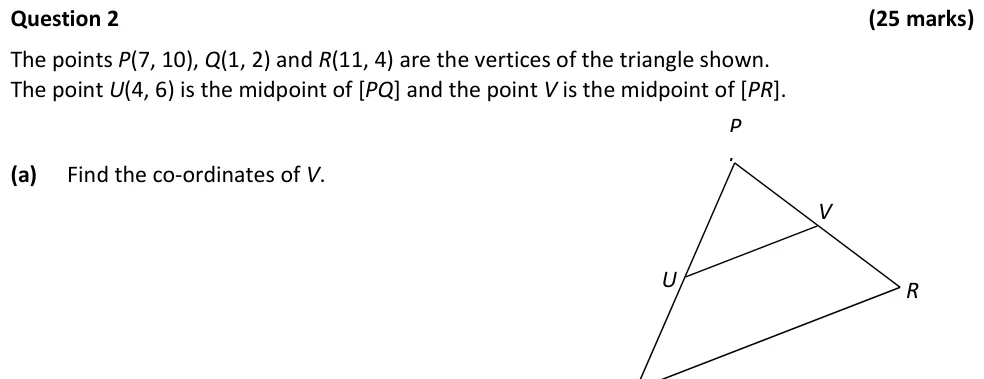 Question 2 (25 marks)
The points P(7, 10), Q(1, 2) and R(11, 4) are the vertices of the triangle shown.
The point U(4, 6) is the midpoint of [PQ] and the point V is the midpoint of [PR].
P
(a) Find the co-ordinates of V.
V
U
R